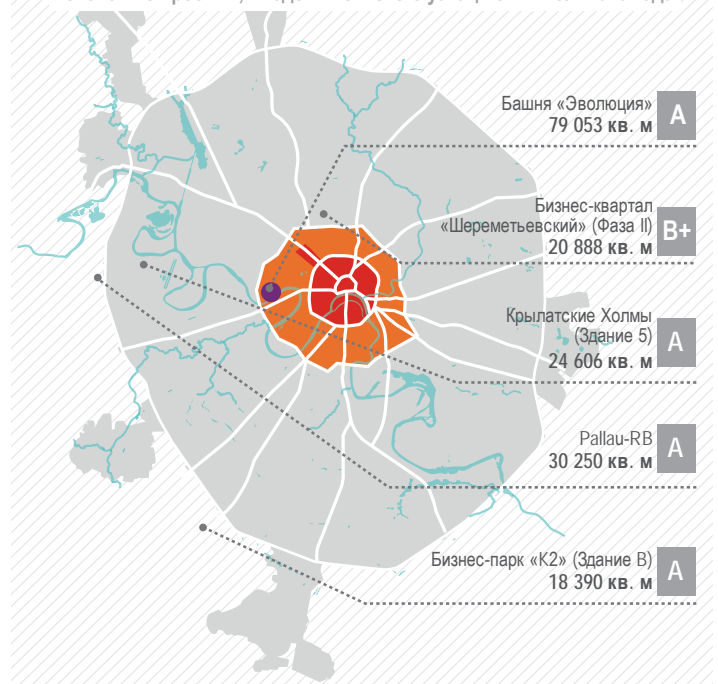 Башня «Эволюция»
79 053 кв. м
A
Бизнес-квартал
«Шереметьевский» (Фаза II)
20 888 кв. м
B+
Крылатские Холмы
(Здание 5)
24 606 кв. м
A
Pallau-RB
30 250 кв. м
A
Бизнес-парк «К2» (Здание B)
18 390 кв. м
A